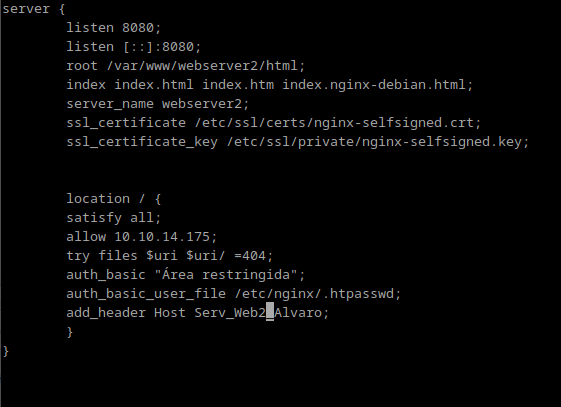 server {
listen 8080;
listen [::]:8080;
root /var/www/webserver2/html;
index index.html index.htm index.nginx-debian.html;
server_name webserver2;
ssl_certificate /etc/ssl/certs/nginx-selfsigned.crt;
ssl_certificate_key /etc/ssl/private/nginx-selfsigned.key;
location / {
satisfy all;
allow 10.10.14.175;
try files $uri $uri/ =404;
auth_basic "Área restringida";
auth_basic_user_file /etc/nginx/.htpasswd;
add_header Host Serv_Web2_Alvaro;
}
}